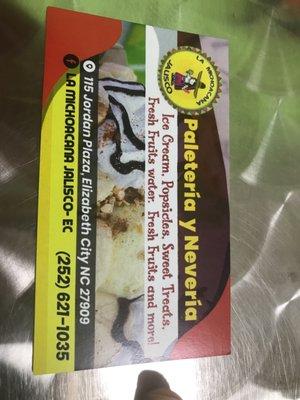 LA MICHOACANA
JALISCO
Paletería y Nevería
Ice Cream, Popsicles, Sweet Treats,
Fresh Fruits water, Fresh Fruits and more!
115 Jordan Plaza, Elizabeth City NC 27909
LA MICHOACANA JALISCO-EC (252) 621-1035